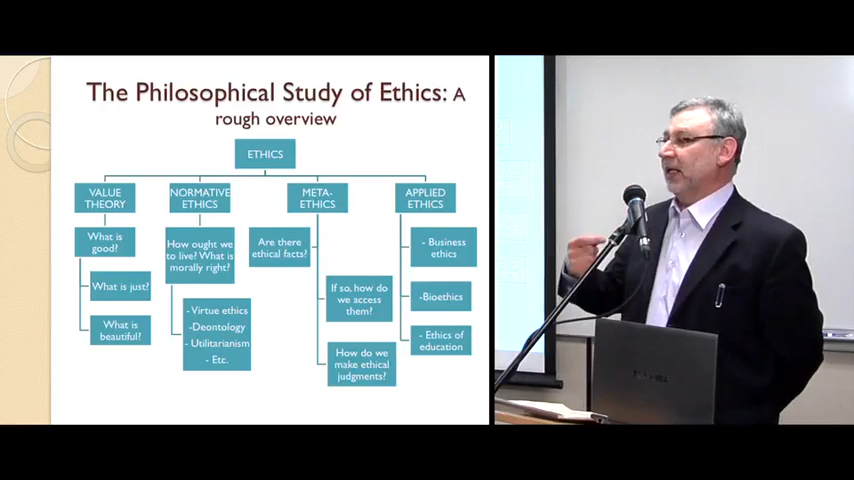 The Philosophical Study of Ethics: A
rough overview
ETHICS
VALUE
THEORY
What is
good?
What is just?
What is
beautiful?
NORMATIVE
ETHICS
How ought we
to live? What is
morally right?
- Virtue ethics
-Deontology
- Utilitarianism
- Etc.
META-
ETHICS
Are there
ethical facts?
If so, how do
we access
them?
How do we
make ethical
judgments?
APPLIED
ETHICS
- Business
ethics
-Bioethics
- Ethics of
education